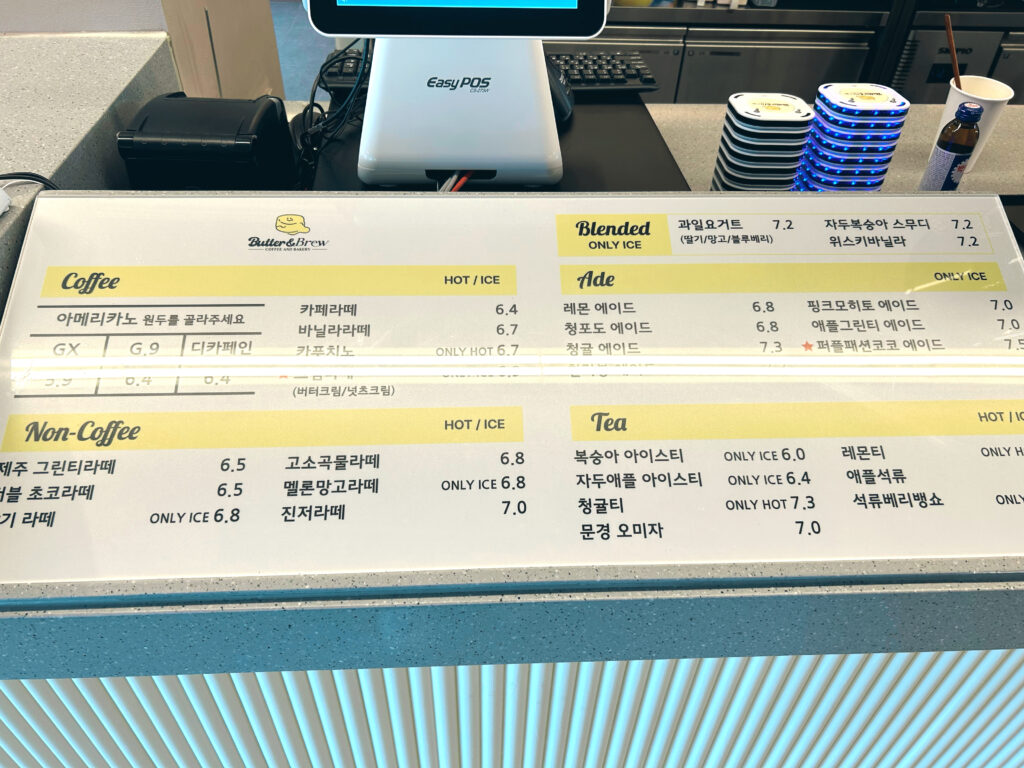 EasyPOS
Butter&Brew
COFFEE AND BAKERY
Coffee HOT / ICE
아메리카노 원두를 골라주세요
GX G.9 디카페인
5.9 6.4 6.4
카페라떼 6.4
바닐라라떼 6.7
카푸치노 ONLY HOT 6.7
(버터크림/넛츠크림)
Non-Coffee HOT / ICE
제주 그린티라떼 6.5
초코라떼 6.5
라떼 ONLY ICE 6.8
고소곡물라떼 6.8
멜론망고라떼 ONLY ICE 6.8
진저라떼 7.0
Blended
ONLY ICE
과일요거트 7.2
(딸기/망고/블루베리)
자두복숭아 스무디 7.2
위스키바닐라 7.2
Ade ONLY ICE
레몬 에이드 6.8
청포도 에이드 6.8
청귤 에이드 7.3
핑크모히토 에이드 7.0
애플그린티 에이드 7.0
★퍼플패션코코 에이드 7.5
Tea HOT / ICE
복숭아 아이스티 ONLY ICE 6.0
자두애플 아이스티 ONLY ICE 6.4
청귤티 ONLY HOT 7.3
문경 오미자 7.0
레몬티 ONLY H
애플석류
석류베리뱅쇼 ONLY